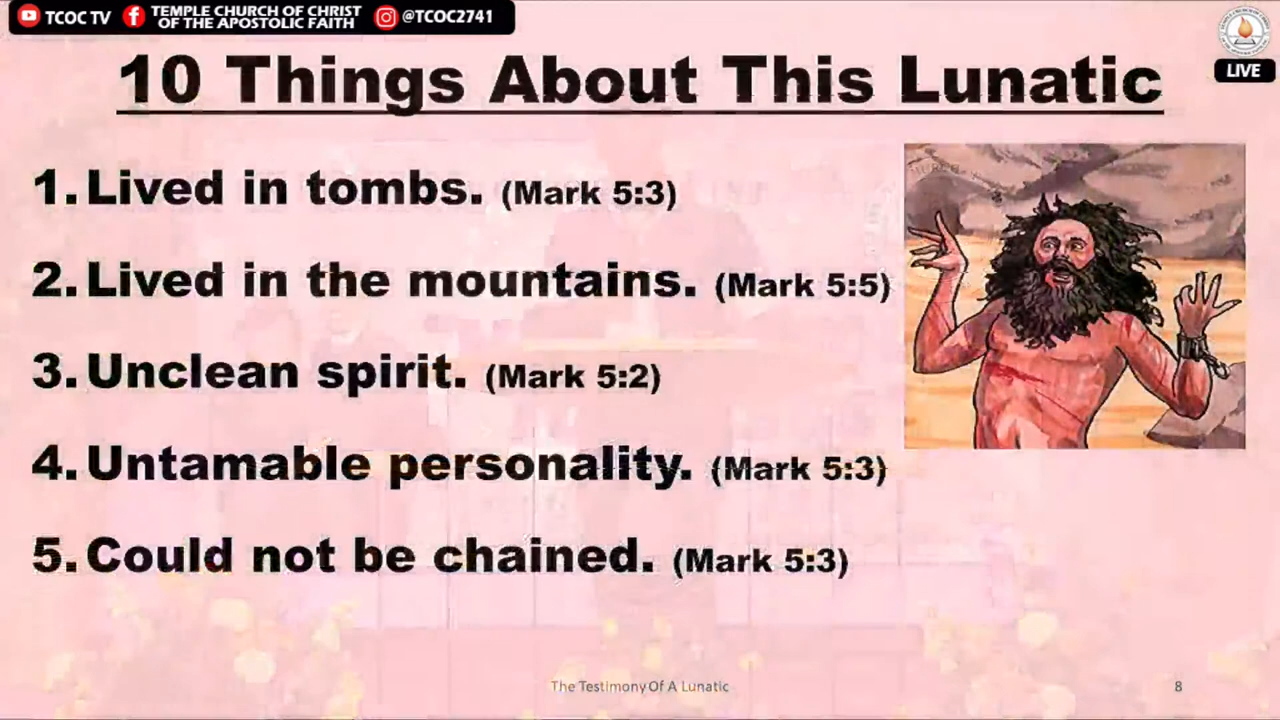 TCOC TV
TEMPLE CHURCH OF CHRIST
OF THE APOSTOLIC FAITH
@TCOC2741
LIVE
10 Things About This Lunatic
1. Lived in tombs. (Mark 5:3)
2. Lived in the mountains. (Mark 5:5)
3. Unclean spirit. (Mark 5:2)
4. Untamable personality. (Mark 5:3)
5. Could not be chained. (Mark 5:3)
The Testimony Of A Lunatic
8